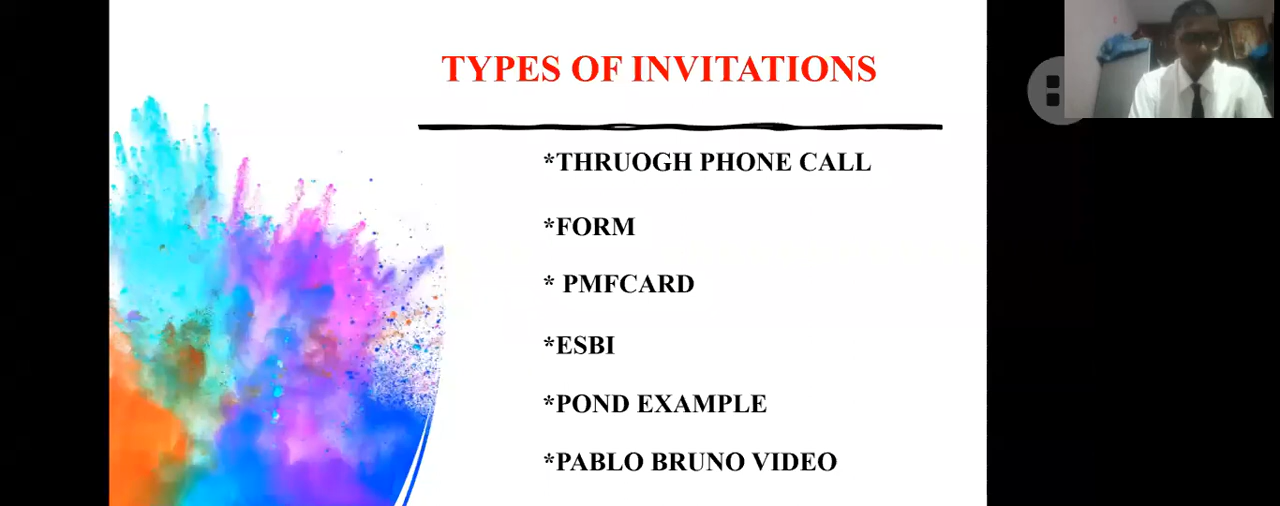 TYPES OF INVITATIONS
*THRUOGH PHONE CALL
*FORM
* PMFCARD
*ESBI
*POND EXAMPLE
*PABLO BRUNO VIDEO